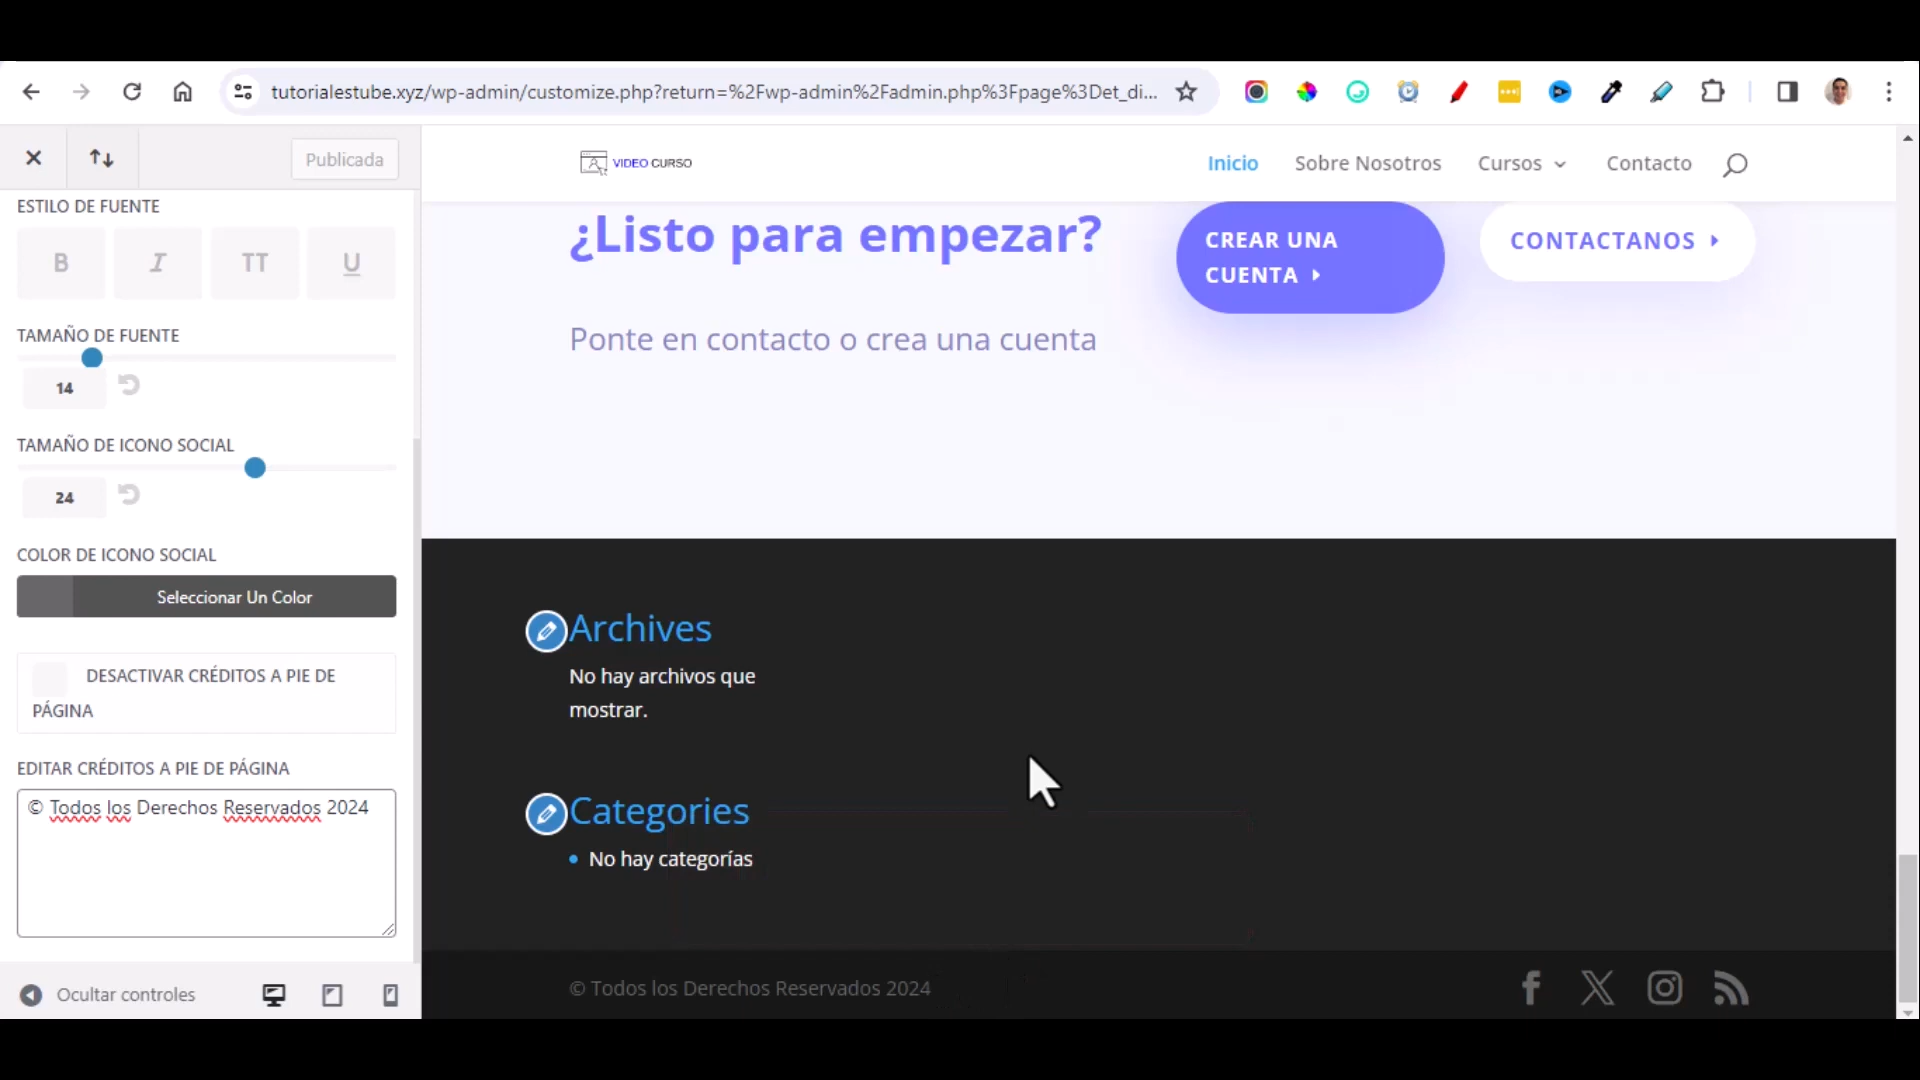 tutorialestube.xyz/wp-admin/customize.php?return=%2Fwp-admin%2Fadmin.php%3Fpage%3Det_di...
Publicada
ESTILO DE FUENTE
B I TT U
TAMAÑO DE FUENTE
14
TAMAÑO DE ICONO SOCIAL
24
COLOR DE ICONO SOCIAL
Seleccionar Un Color
DESACTIVAR CRÉDITOS A PIE DE
PÁGINA
EDITAR CRÉDITOS A PIE DE PÁGINA
© Todos los Derechos Reservados 2024
Ocultar controles
VIDEO CURSO
Inicio Sobre Nosotros Cursos Contacto
¿Listo para empezar?
CREAR UNA
CUENTA
CONTACTANOS
Ponte en contacto o crea una cuenta
Archives
No hay archivos que
mostrar.
Categories
No hay categorías
© Todos los Derechos Reservados 2024